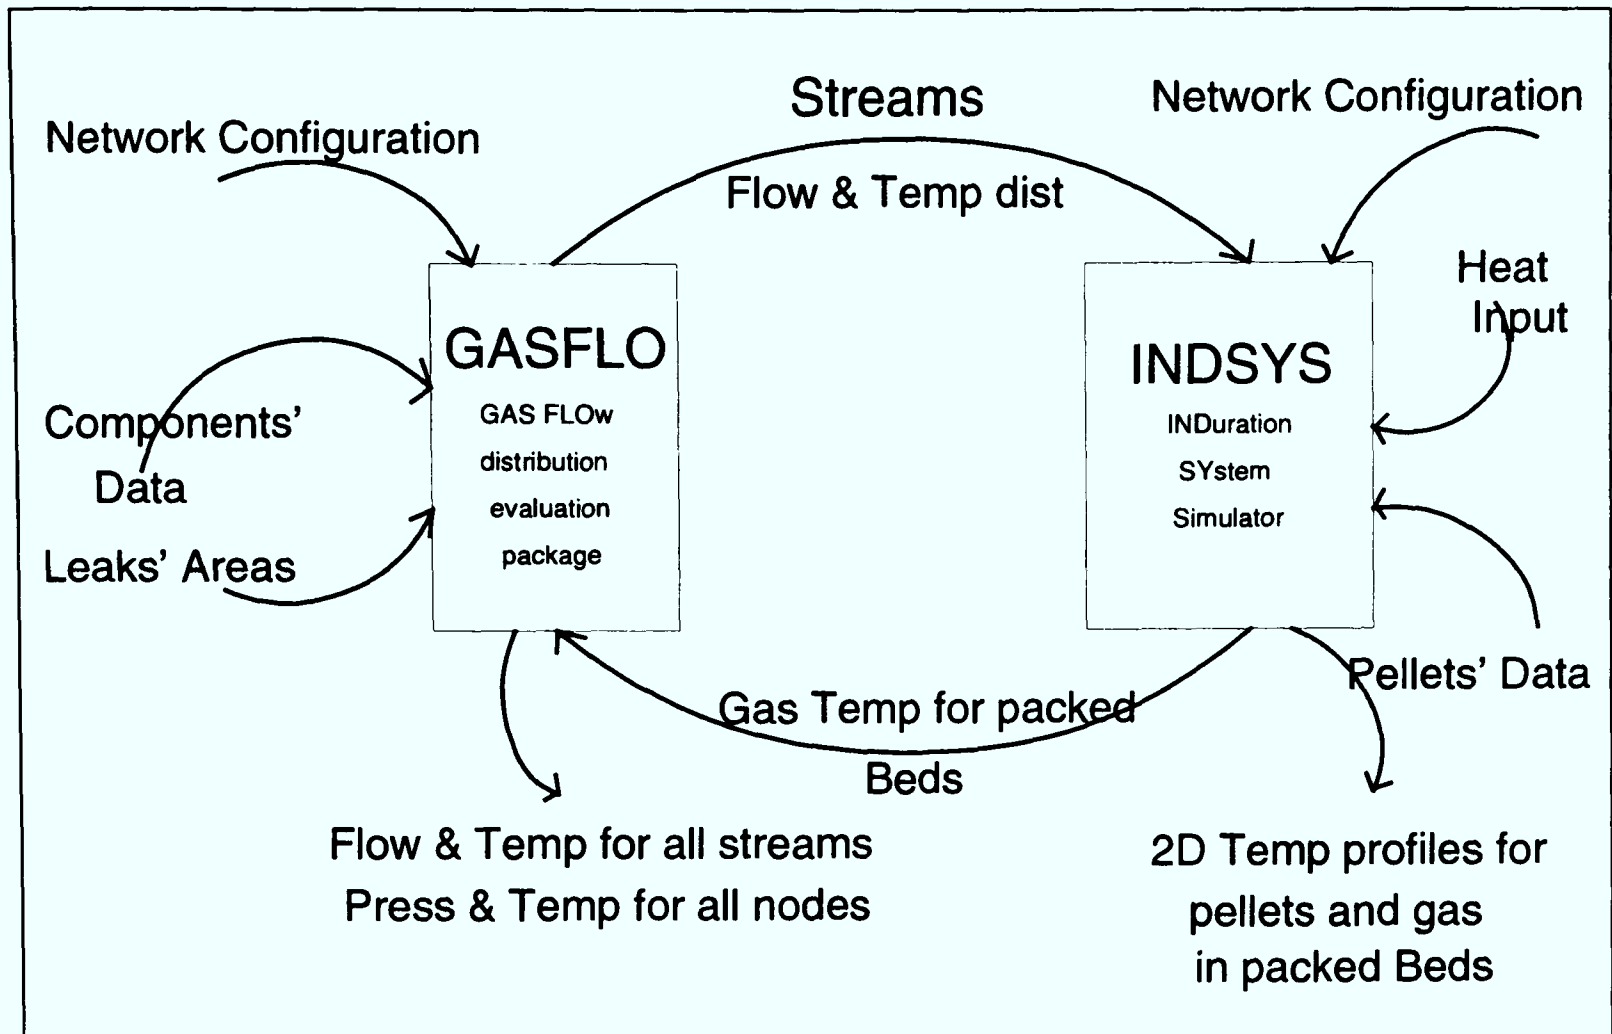 Streams
Network Configuration
Network Configuration
Flow & Temp dist
Heat
Input
GASFLO
GAS FLOw
distribution
evaluation
package
INDSYS
INDuration
SYstem
Simulator
Components'
Data
Leaks' Areas
Pellets' Data
Gas Temp for packed
Beds
Flow & Temp for all streams
Press & Temp for all nodes
2D Temp profiles for
pellets and gas
in packed Beds